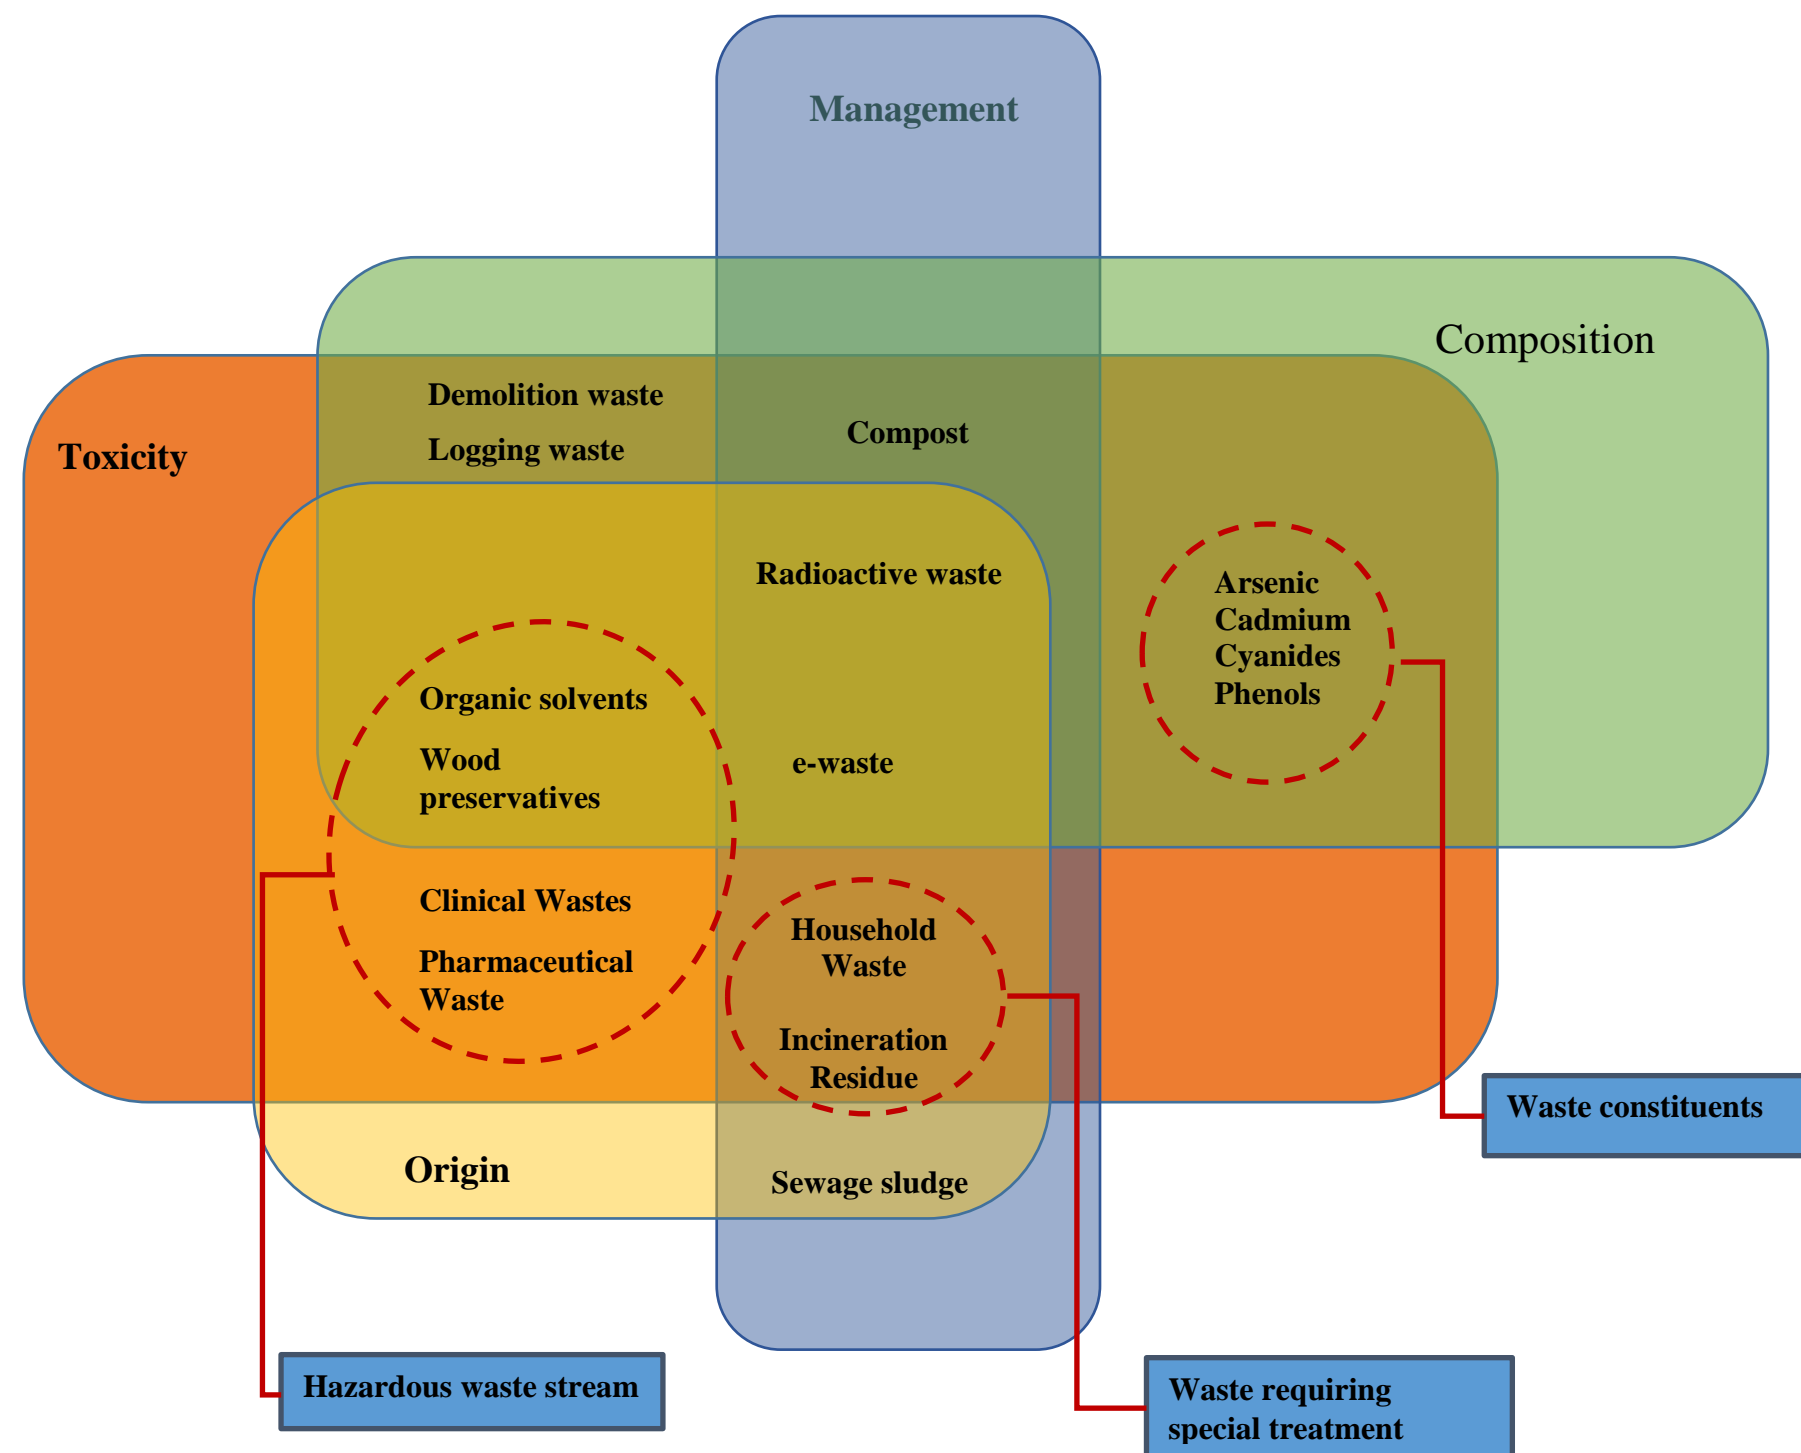 Management
Composition
Toxicity
Demolition waste
Logging waste
Compost
Radioactive waste
Arsenic
Cadmium
Cyanides
Phenols
Organic solvents
Wood
preservatives
e-waste
Clinical Wastes
Pharmaceutical
Waste
Household
Waste
Incineration
Residue
Waste constituents
Origin
Sewage sludge
Hazardous waste stream
Waste requiring
special treatment